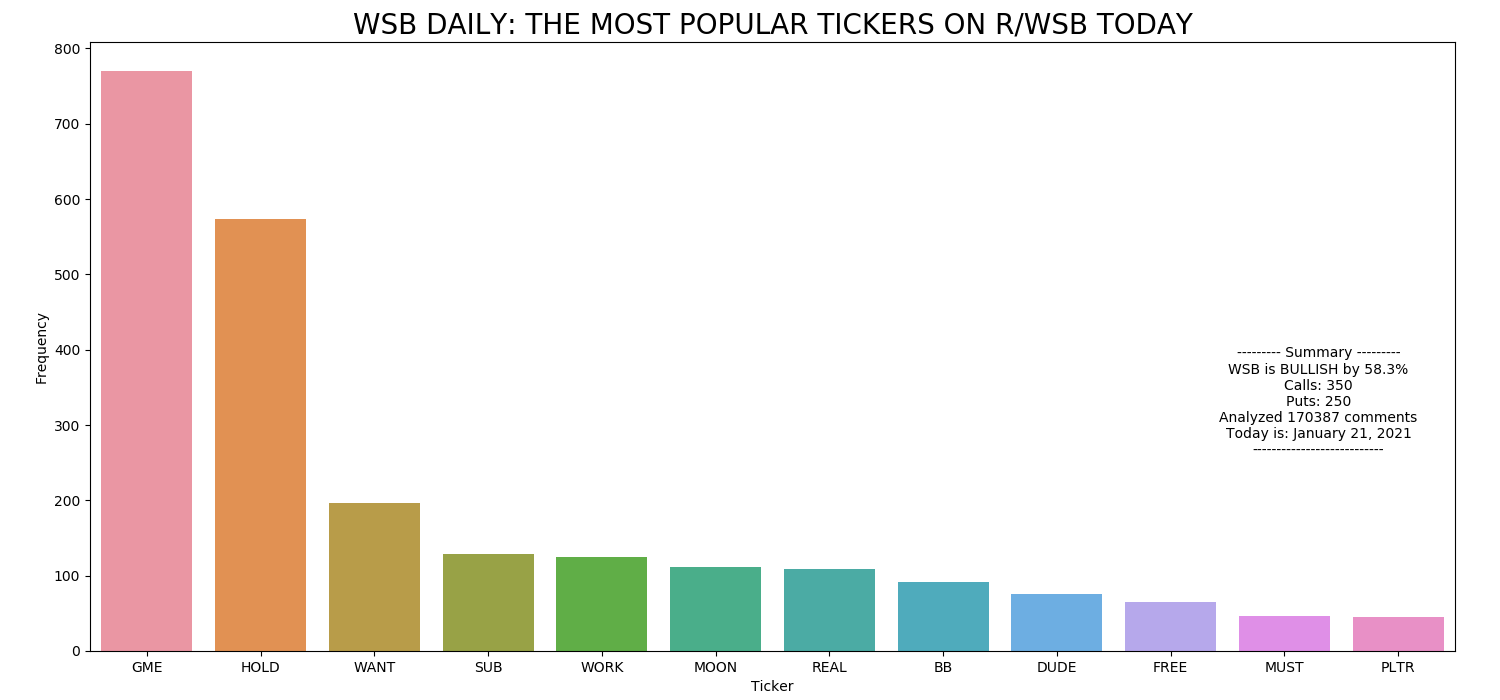 WSB DAILY: THE MOST POPULAR TICKERS ON R/WSB TODAY
800
700
600
500
400
300
200
100
0
Frequency
--------- Summary ---------
WSB is BULLISH by 58.3%
Calls: 350
Puts: 250
Analyzed 170387 comments
Today is: January 21, 2021
---------------------------
GME HOLD WANT SUB WORK MOON REAL BB DUDE FREE MUST PLTR
Ticker